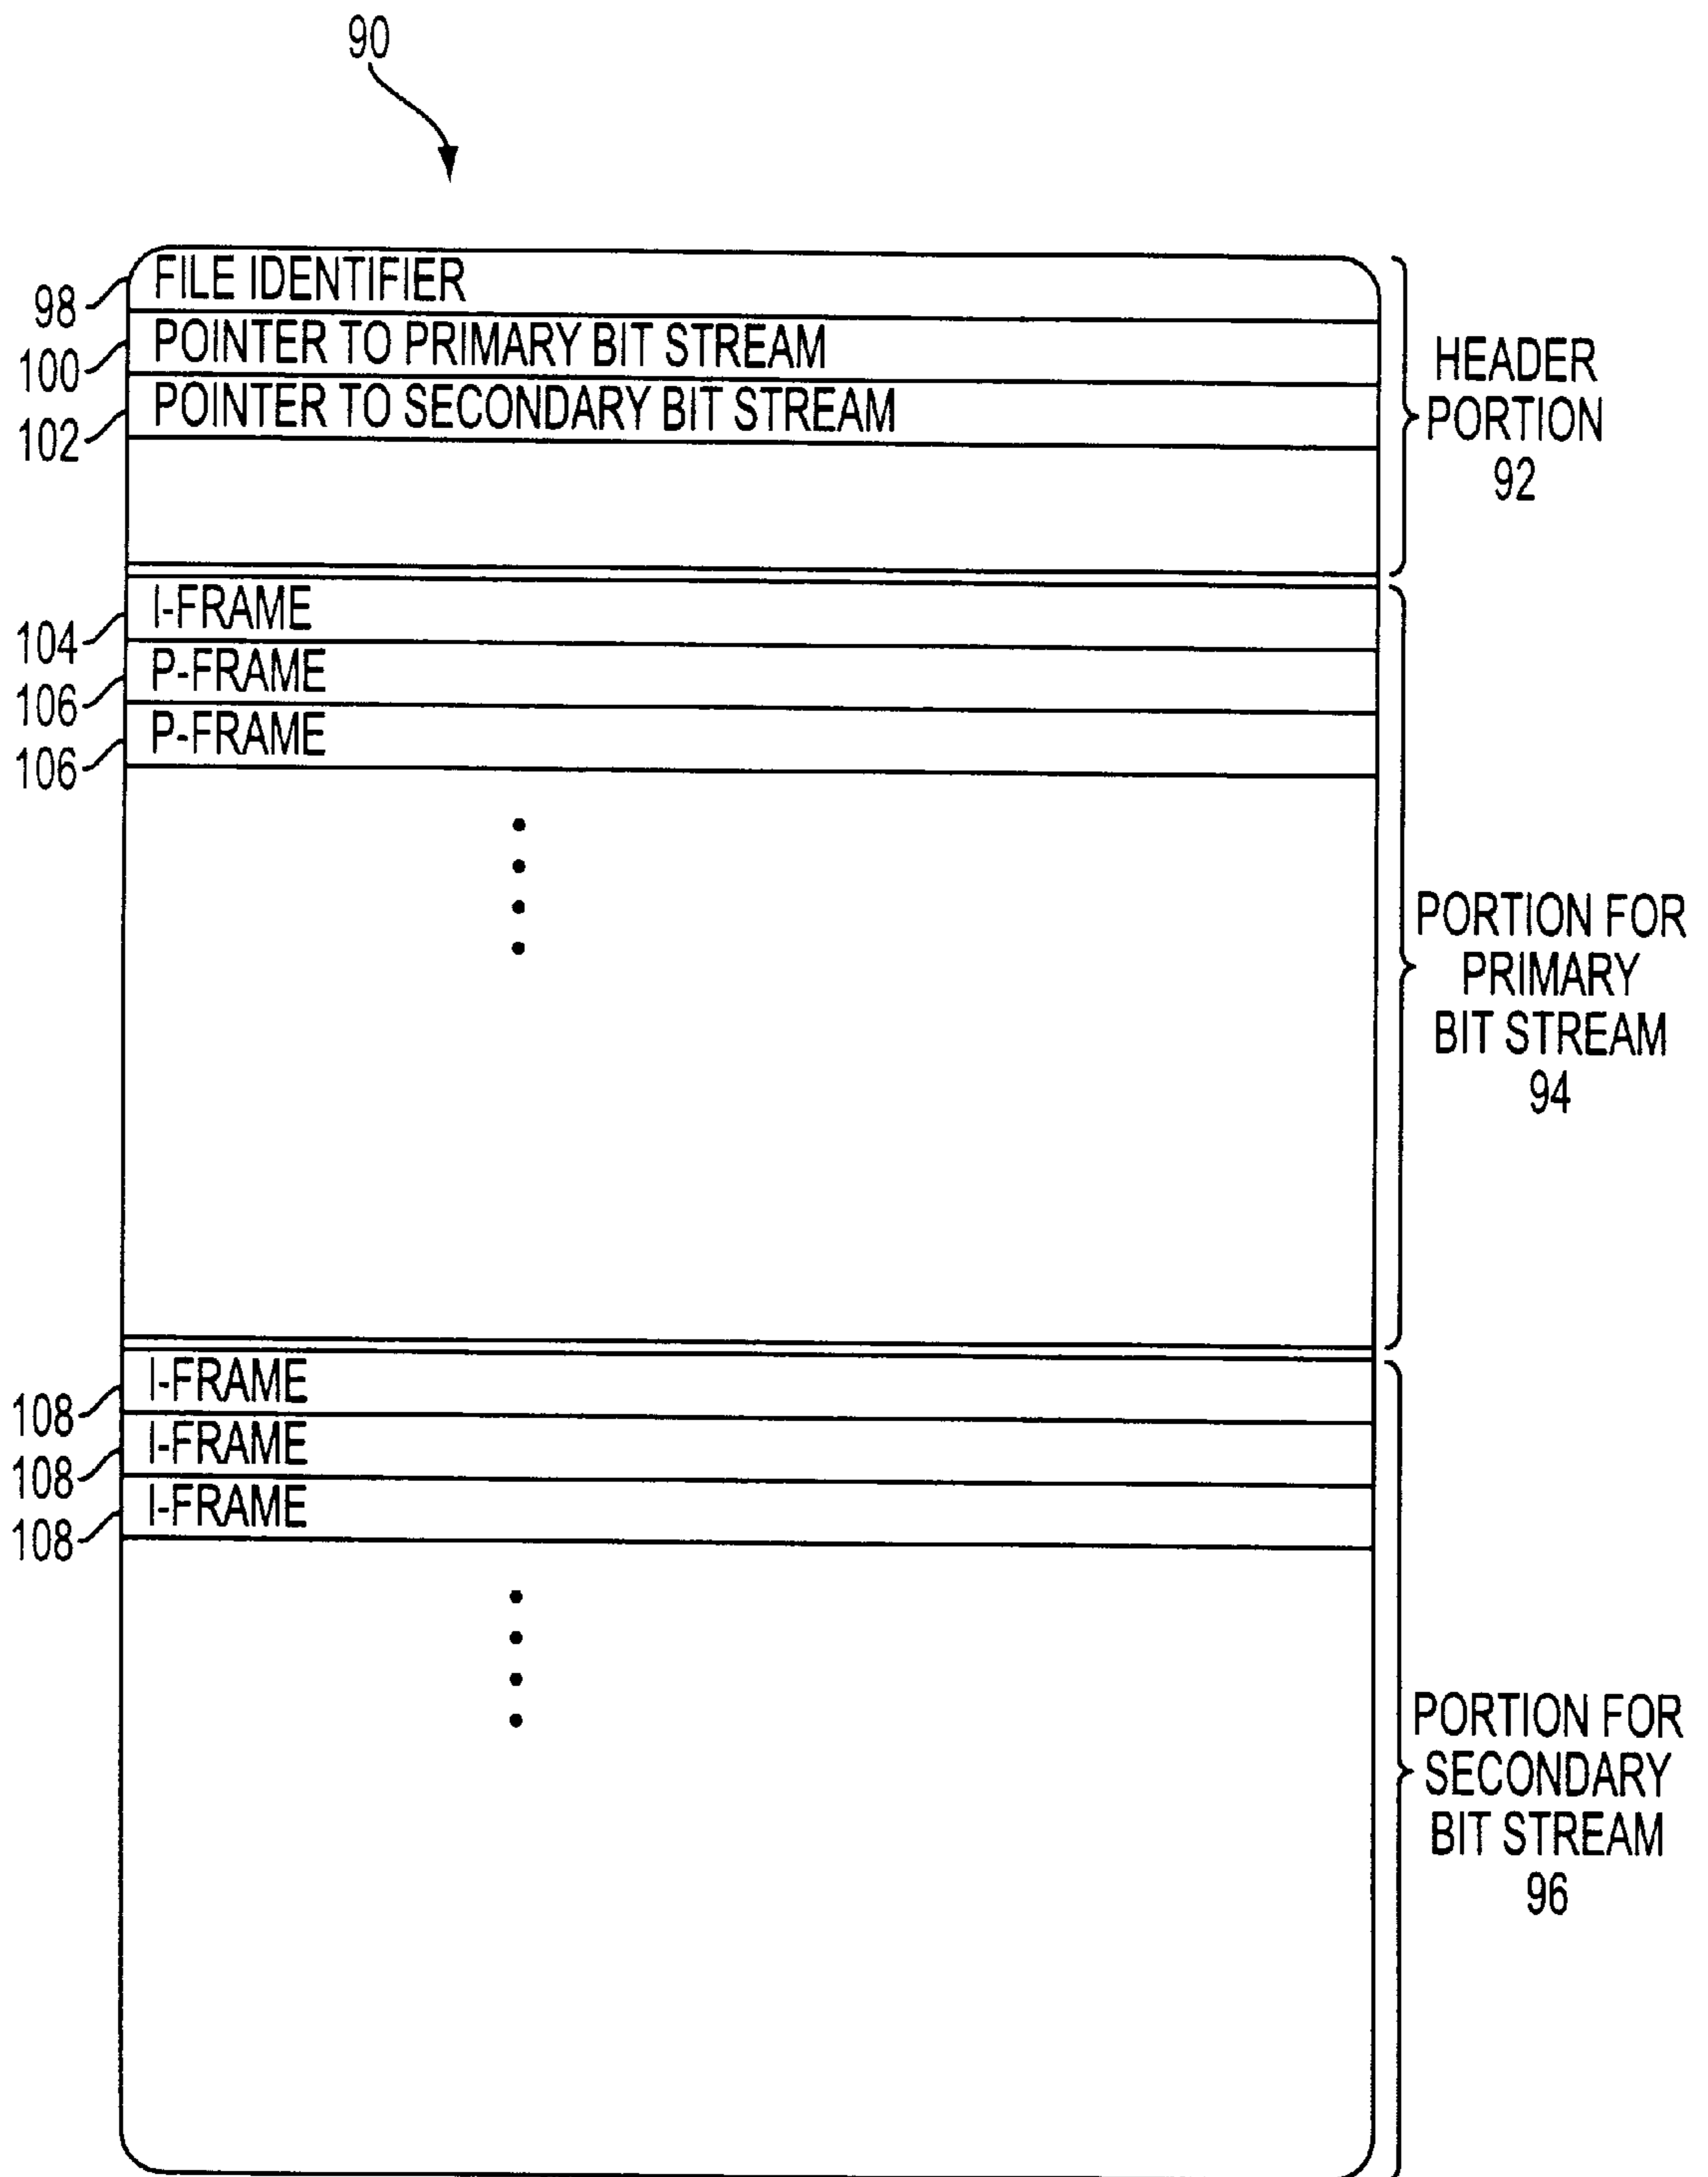 90
98 FILE IDENTIFIER
100 POINTER TO PRIMARY BIT STREAM
102 POINTER TO SECONDARY BIT STREAM
HEADER
PORTION
92
104 I-FRAME
106 P-FRAME
106 P-FRAME
PORTION FOR
PRIMARY
BIT STREAM
94
108 I-FRAME
108 I-FRAME
108 I-FRAME
PORTION FOR
SECONDARY
BIT STREAM
96